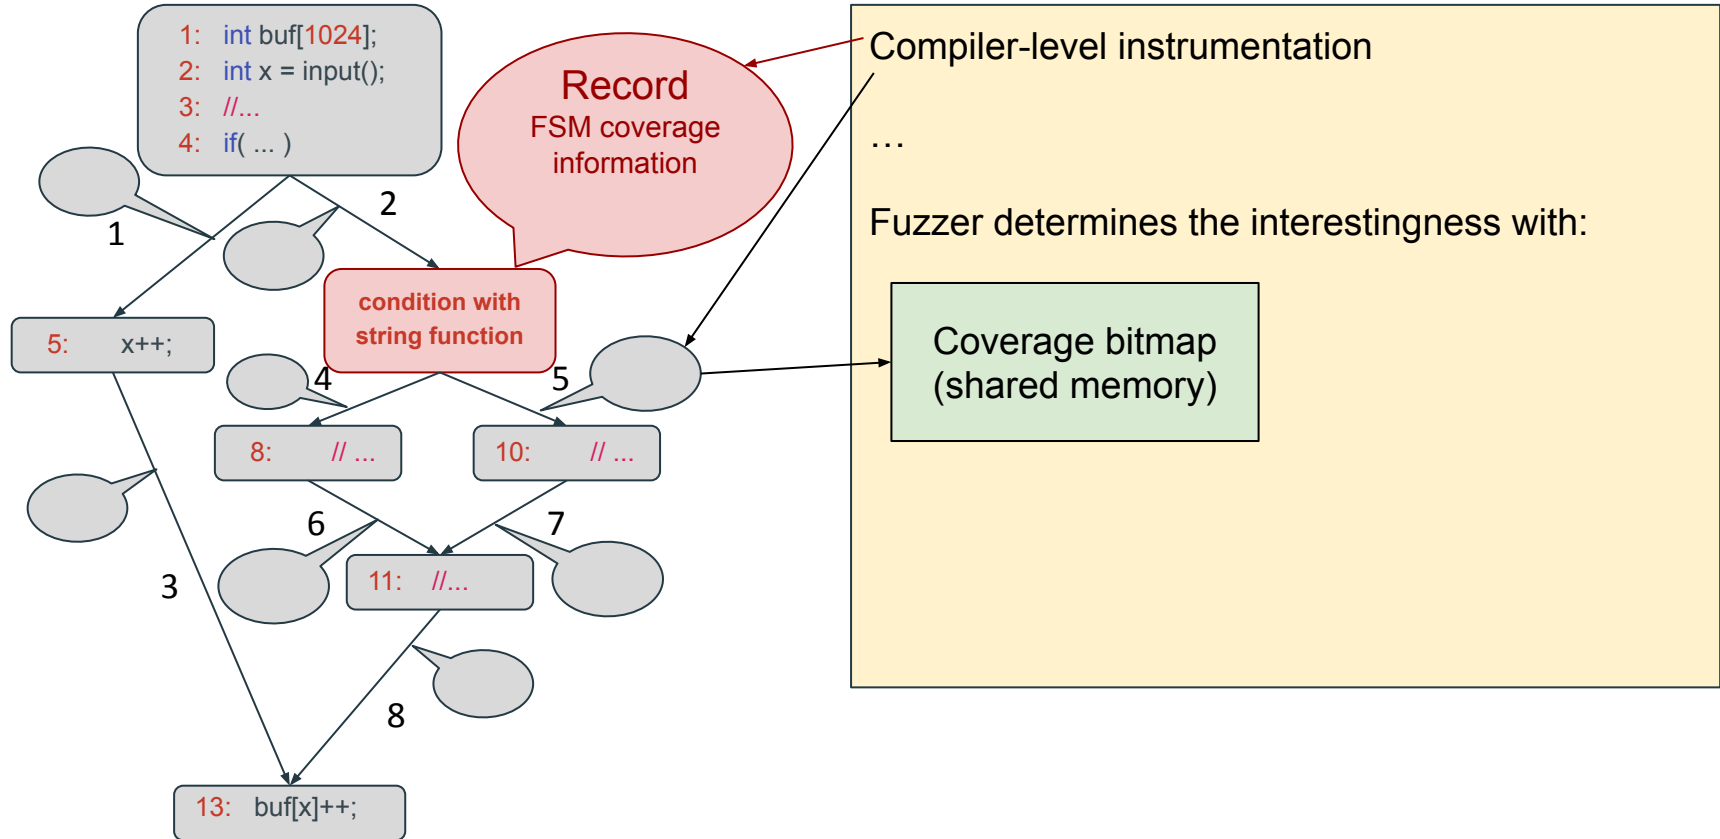 1: int buf[1024];
2: int x = input();
3: //...
4: if( ... )
Record
FSM coverage
information
Compiler-level instrumentation
...
Fuzzer determines the interestingness with:
Coverage bitmap
(shared memory)
1
2
condition with
string function
5: x++;
4
5
8: // ...
10: // ...
6
7
3
11: //...
8
13: buf[x]++;